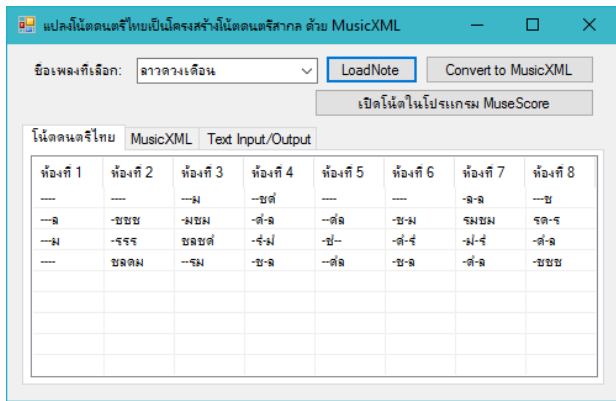 แปลงโน้ตดนตรีไทยเป็นโครงสร้างโน้ตดนตรีสากล ด้วย MusicXML
ชื่อเพลงที่เลือก: ลาวดวงเดือน LoadNote Convert to MusicXML
เปิดโน้ตในโปรแกรม MuseScore
โน้ตดนตรีไทย MusicXML Text Input/Output
ห้องที่ 1 ห้องที่ 2 ห้องที่ 3 ห้องที่ 4 ห้องที่ 5 ห้องที่ 6 ห้องที่ 7 ห้องที่ 8
---- ---- ---ม --ซดํ ---- ---- -ล-ล ---ซ
---ล -ซซซ -มซม -ดํ-ล --ดํล -ซ-ม รมซม รด-ร
---ม -รรร ซลซดํ -รํ-มํ -ซํ-- -ดํ-รํ -มํ-รํ -ดํ-ล
---- ซลดม --รม -ซ-ล --ดํล -ซ-ล -ดํ-ล -ซซซ